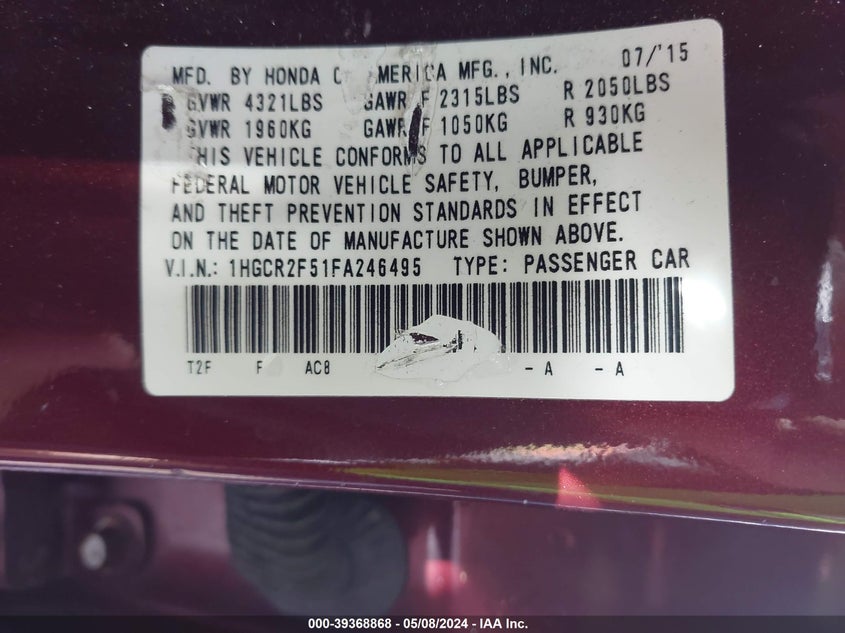 MFD. BY HONDA MFG., INC. 07/'15
GVWR 4321LBS GAWR F 2315LBS R 2050LBS
GVWR 1960KG GAWR F 1050KG R 930KG
THIS VEHICLE CONFORMS TO ALL APPLICABLE
FEDERAL MOTOR VEHICLE SAFETY, BUMPER,
AND THEFT PREVENTION STANDARDS IN EFFECT
ON THE DATE OF MANUFACTURE SHOWN ABOVE.
V.I.N.: 1HGCR2F51FA246495 TYPE: PASSENGER CAR
T2F F AC8 -A -A
000-39368868 - 05/08/2024 - IAA Inc.